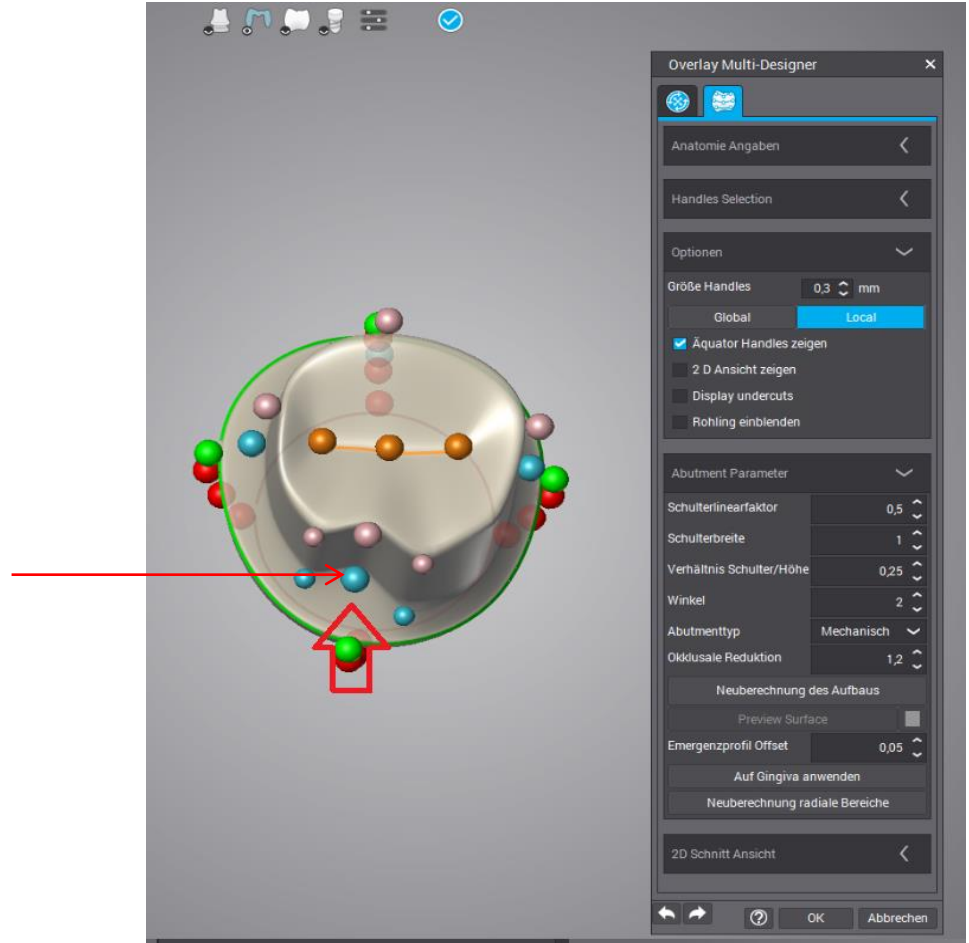 Overlay Multi-Designer
Anatomie Angaben
Handles Selection
Optionen
Größe Handles 0,3 mm
Global Local
Äquator Handles zeigen
2 D Ansicht zeigen
Display undercuts
Rohling einblenden
Abutment Parameter
Schulterlinearfaktor 0,5
Schulterbreite 1
Verhältnis Schulter/Höhe 0,25
Winkel 2
Abutmenttyp Mechanisch
Okklusale Reduktion 1,2
Neuberechnung des Aufbaus
Preview Surface
Emergenzprofil Offset 0,05
Auf Gingiva anwenden
Neuberechnung radiale Bereiche
2D Schnitt Ansicht
OK Abbrechen